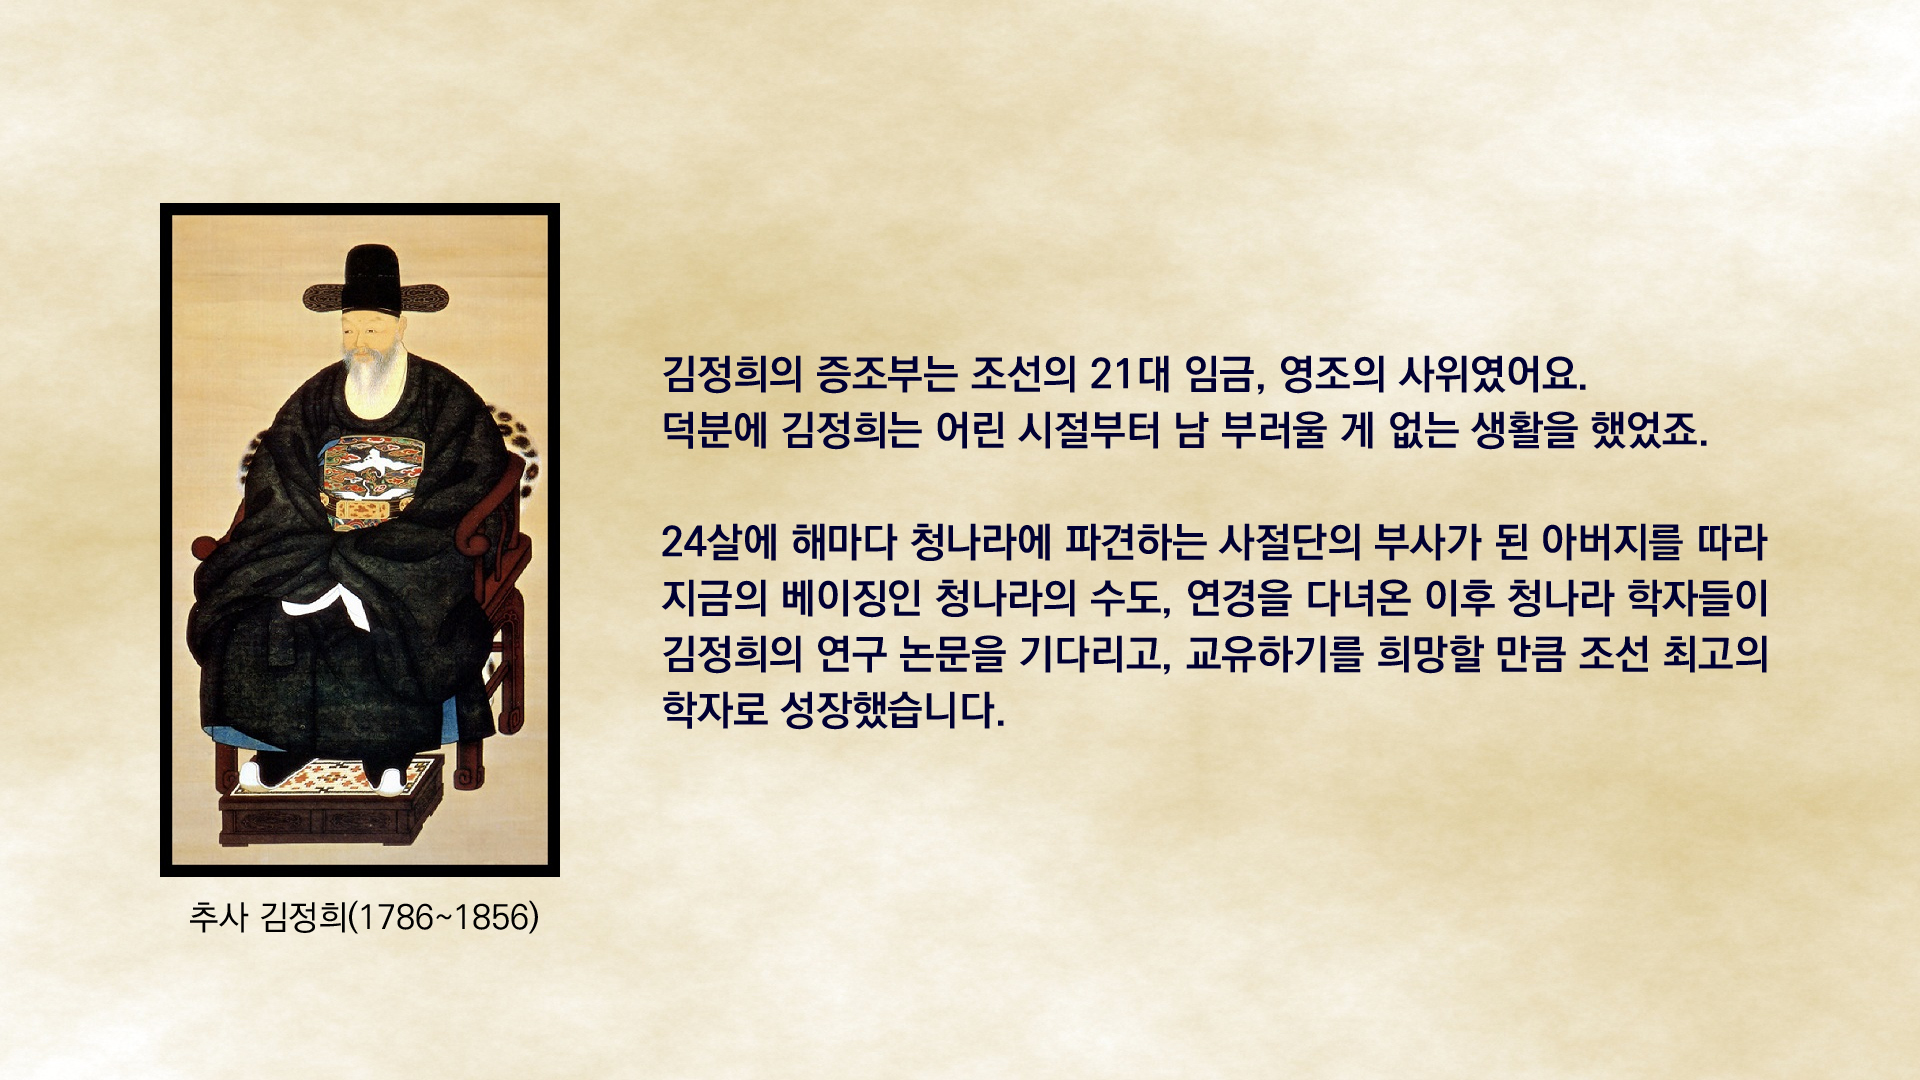 김정희의 증조부는 조선의 21대 임금, 영조의 사위였어요.
덕분에 김정희는 어린 시절부터 남 부러울 게 없는 생활을 했었죠.
24살에 해마다 청나라에 파견하는 사절단의 부사가 된 아버지를 따라
지금의 베이징인 청나라의 수도, 연경을 다녀온 이후 청나라 학자들이
김정희의 연구 논문을 기다리고, 교유하기를 희망할 만큼 조선 최고의
학자로 성장했습니다.
추사 김정희(1786~1856)